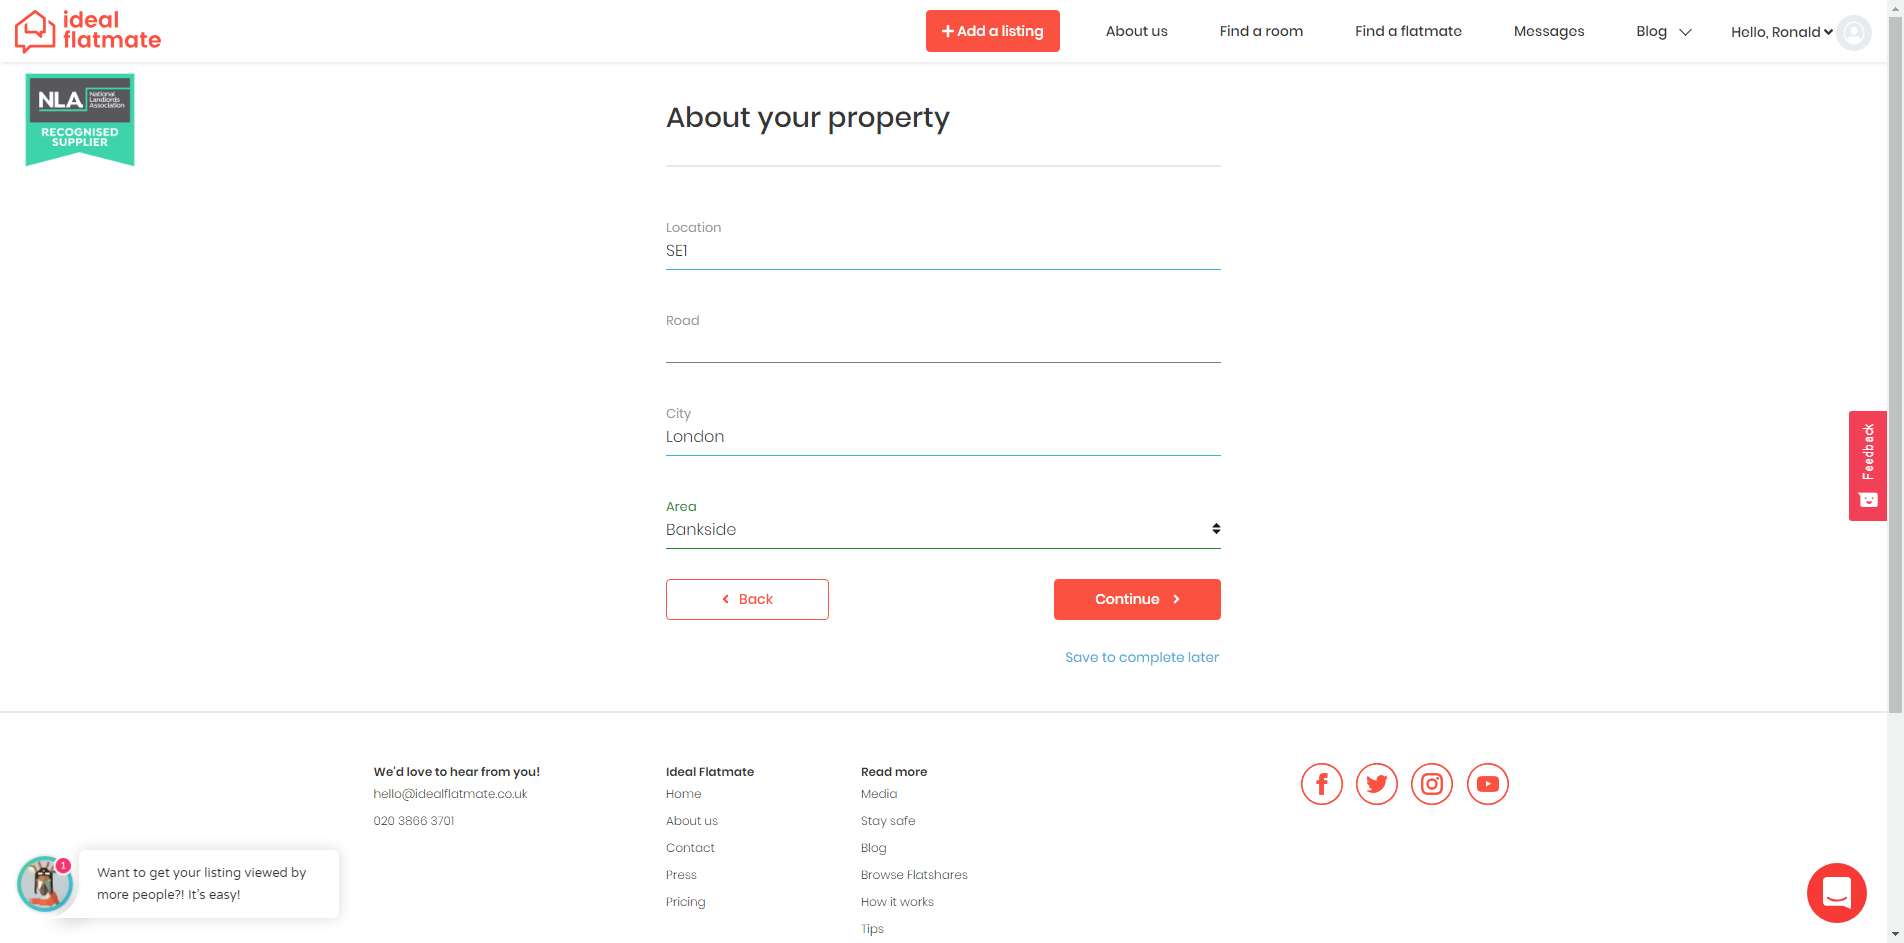 ideal
flatmate
Add a listing
About us
Find a room
Find a flatmate
Messages
Blog
Hello, Ronald
NLA National
Landlords
Association
RECOGNISED
SUPPLIER
About your property
Location
SE1
Road
City
London
Area
Bankside
Back
Continue
Save to complete later
Feedback
We'd love to hear from you!
hello@idealflatmate.co.uk
020 3866 3701
Ideal Flatmate
Home
About us
Contact
Press
Pricing
Read more
Media
Stay safe
Blog
Browse Flatshares
How it works
Tips
1
Want to get your listing viewed by
more people?! It's easy!